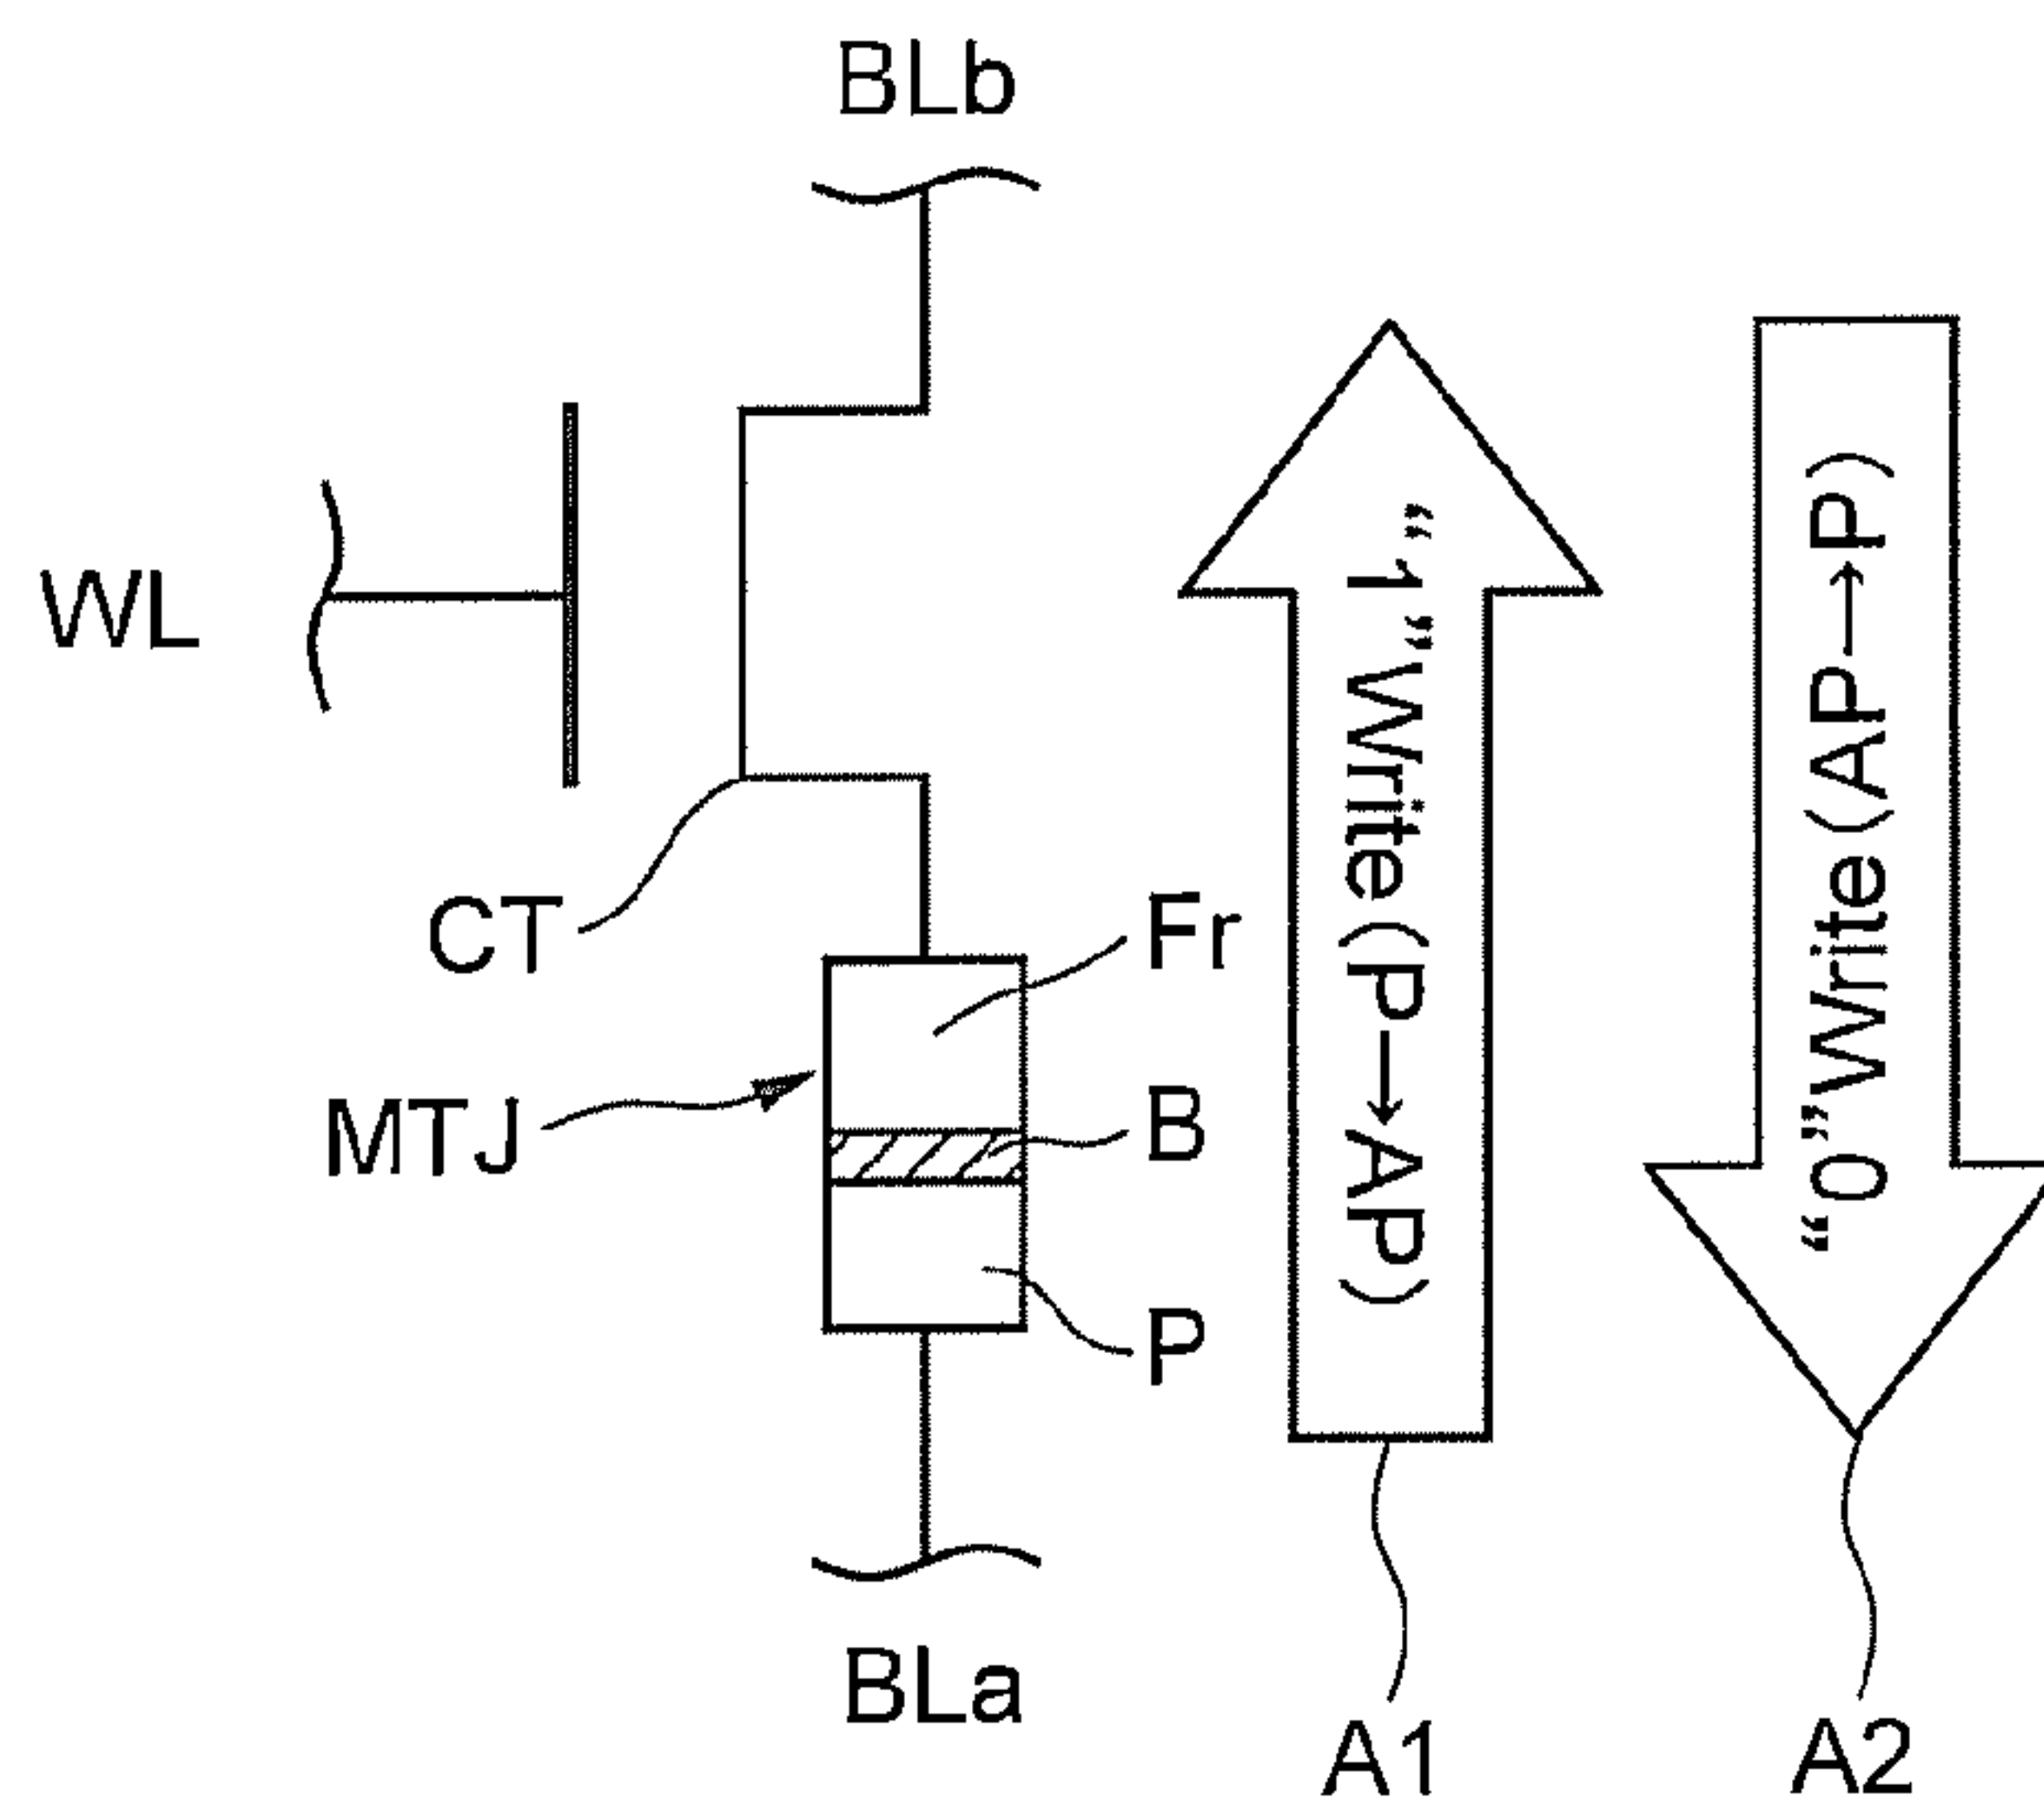 BLb
WL
CT
MTJ
Fr
B
P
BLa
“1”Write(P→AP)
“0”Write(AP→P)
A1
A2